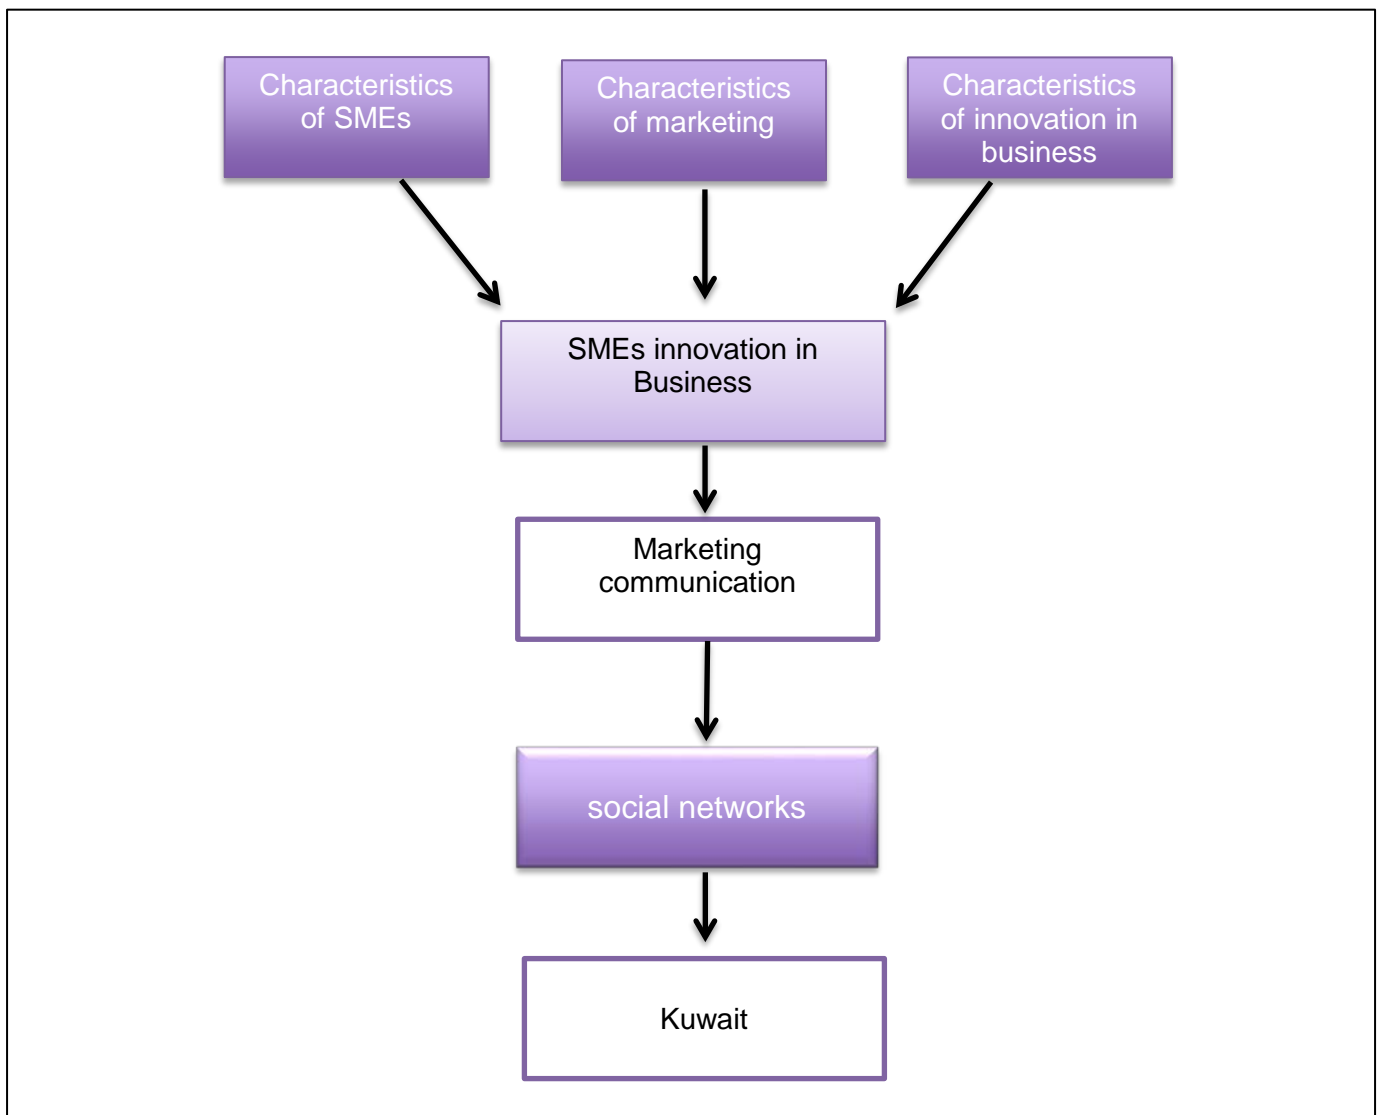 Characteristics
of SMEs
Characteristics
of marketing
Characteristics
of innovation in
business
SMEs innovation in
Business
Marketing
communication
social networks
Kuwait